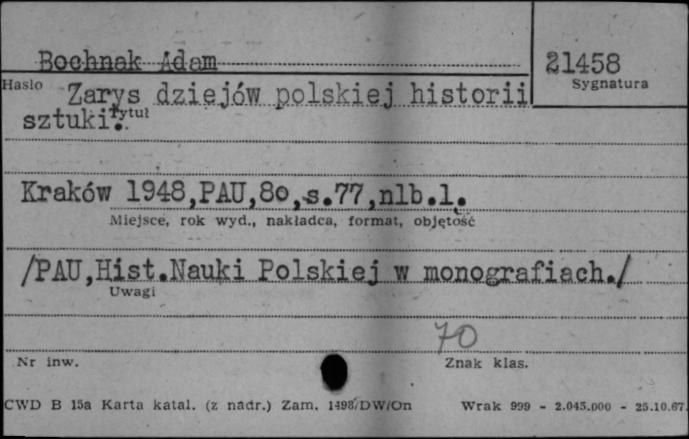 Bochnak Adam
21458
Hasło
Sygnatura
Zarys dziejów polskiej historii
sztuki.
Tytuł
Kraków 1948,PAU,8o,s.77,nlb.1.
Miejsce, rok wyd., nakładca, format, objętość
/PAU,Hist.Nauki Polskiej w monografiach./
Uwagi
70
Nr inw.
Znak klas.
CWD B 15a Karta katal. (z nadr.) Zam. 1498/DW/On
Wrak 999 - 2.045.000 - 25.10.67